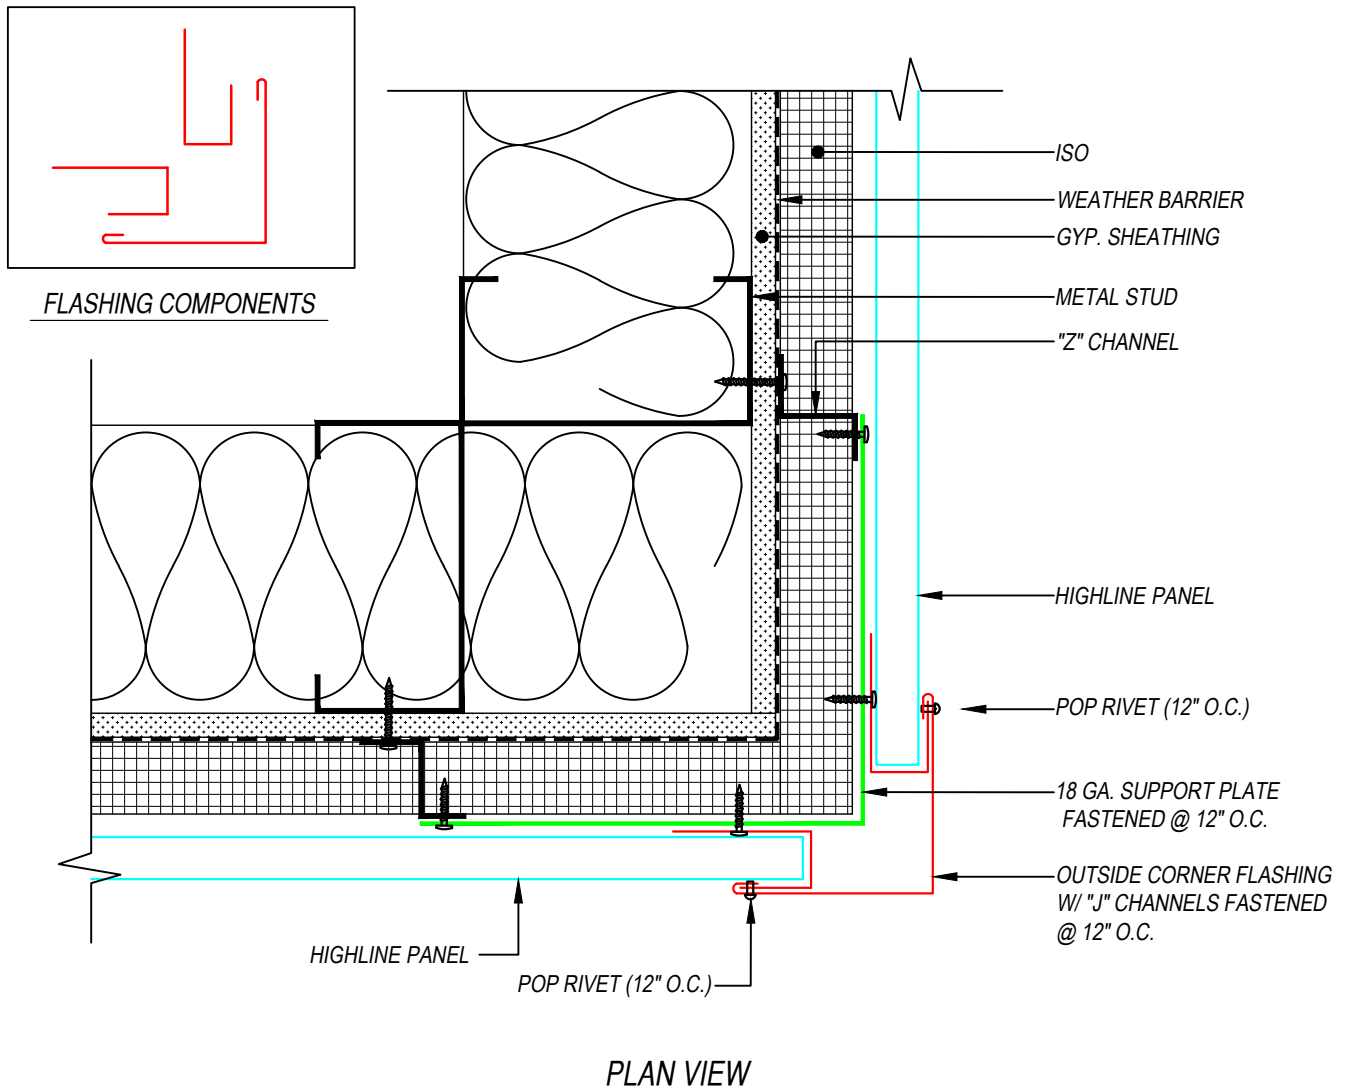 FLASHING COMPONENTS
ISO
WEATHER BARRIER
GYP. SHEATHING
METAL STUD
"Z" CHANNEL
HIGHLINE PANEL
POP RIVET (12" O.C.)
18 GA. SUPPORT PLATE
FASTENED @ 12" O.C.
OUTSIDE CORNER FLASHING
W/ "J" CHANNELS FASTENED
@ 12" O.C.
HIGHLINE PANEL
POP RIVET (12" O.C.)
PLAN VIEW